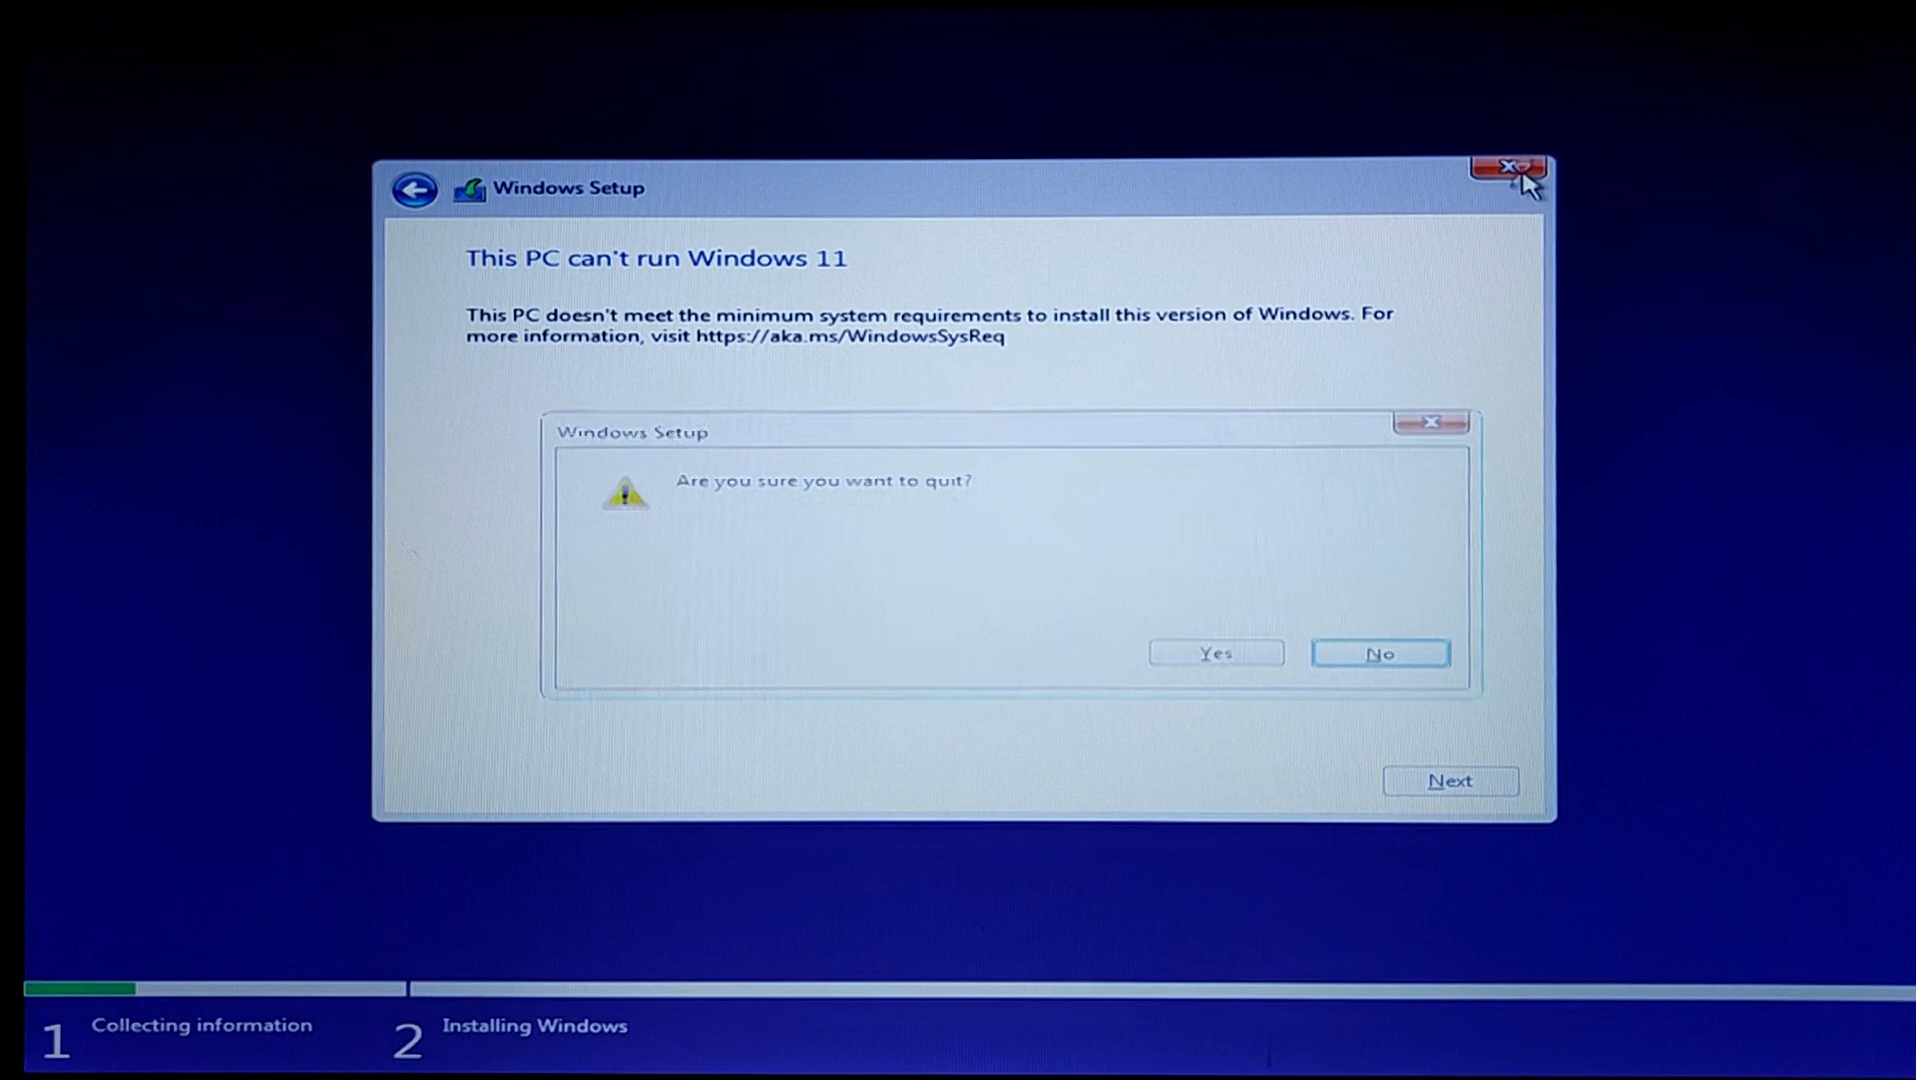 Windows Setup
This PC can't run Windows 11
This PC doesn't meet the minimum system requirements to install this version of Windows. For
more information, visit https://aka.ms/WindowsSysReq
Windows Setup
Are you sure you want to quit?
Yes
No
Next
1 Collecting information
2 Installing Windows